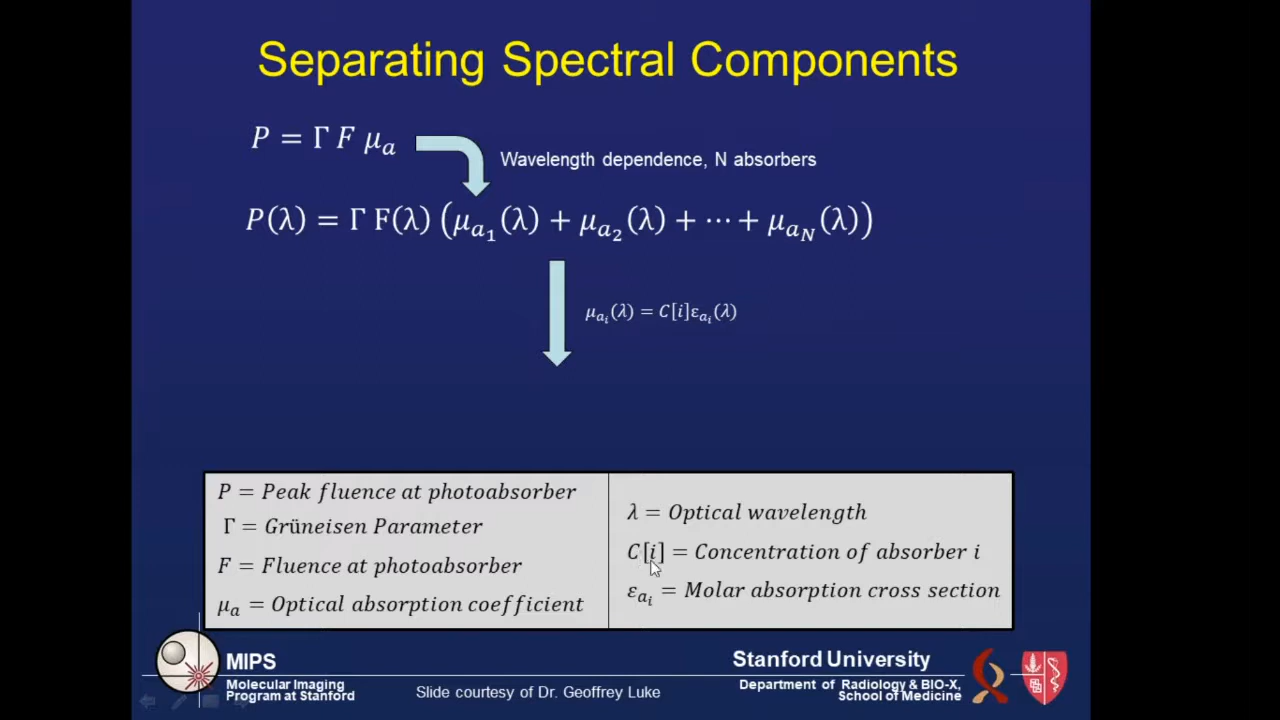 Separating Spectral Components
P = Γ F μₐ
Wavelength dependence, N absorbers
P(λ) = Γ F(λ) (μ_{a_1}(λ) + μ_{a_2}(λ) + ⋯ + μ_{a_N}(λ))
μ_{a_i}(λ) = C[i]ε_{a_i}(λ)
P = Peak fluence at photoabsorber
Γ = Grüneisen Parameter
F = Fluence at photoabsorber
μₐ = Optical absorption coefficient
λ = Optical wavelength
C[i] = Concentration of absorber i
ε_{a_i} = Molar absorption cross section
MIPS
Molecular Imaging
Program at Stanford
Slide courtesy of Dr. Geoffrey Luke
Stanford University
Department of Radiology & BIO-X,
School of Medicine